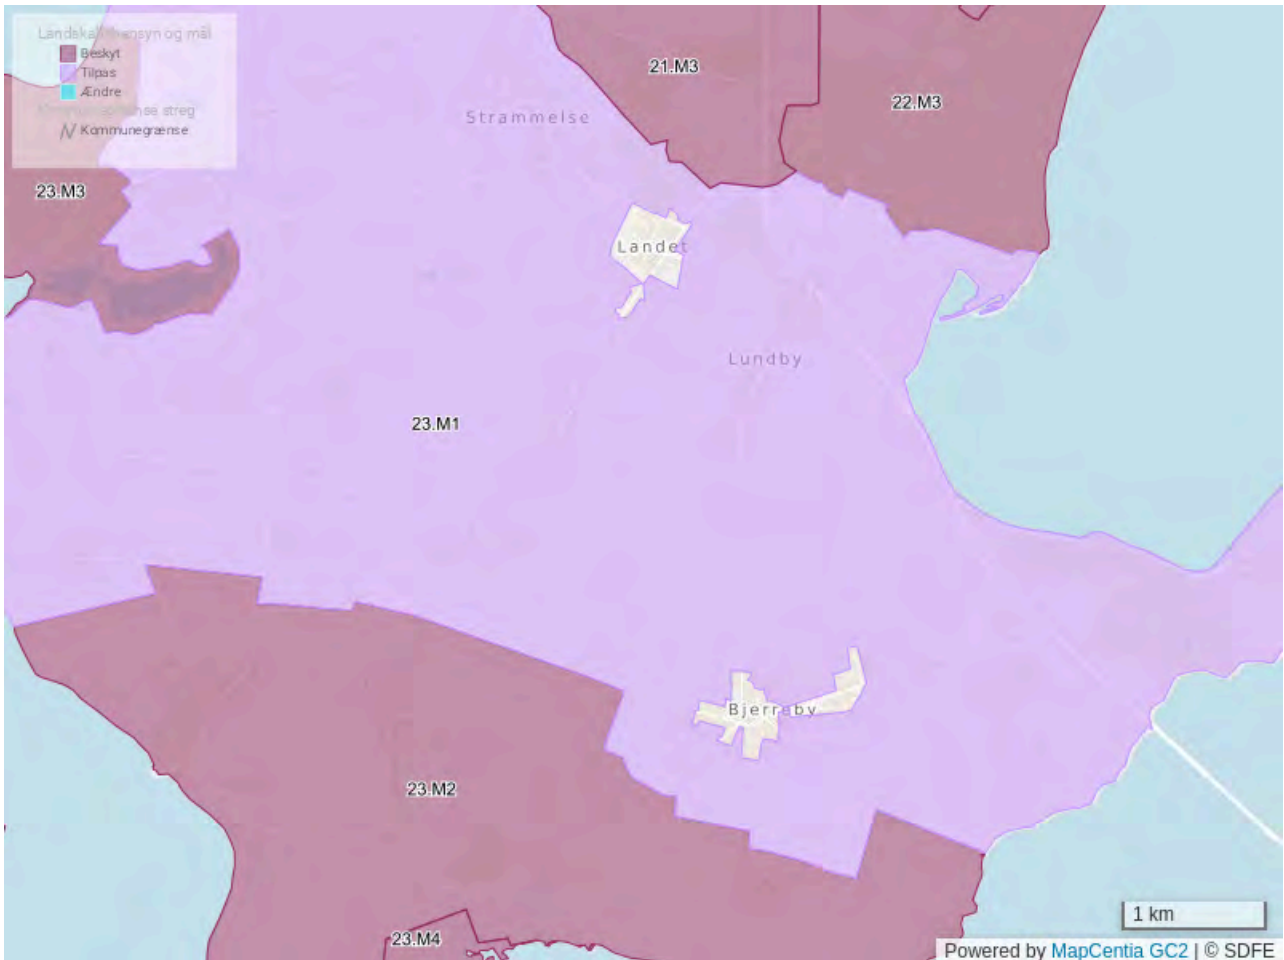 Beskyt
Tilpas
Ændre
Kommunegrænse
21.M3
22.M3
Strammelse
23.M3
Landet
Lundby
23.M1
Bjerreby
23.M2
23.M4
1 km
Powered by MapCentia GC2 | © SDFE